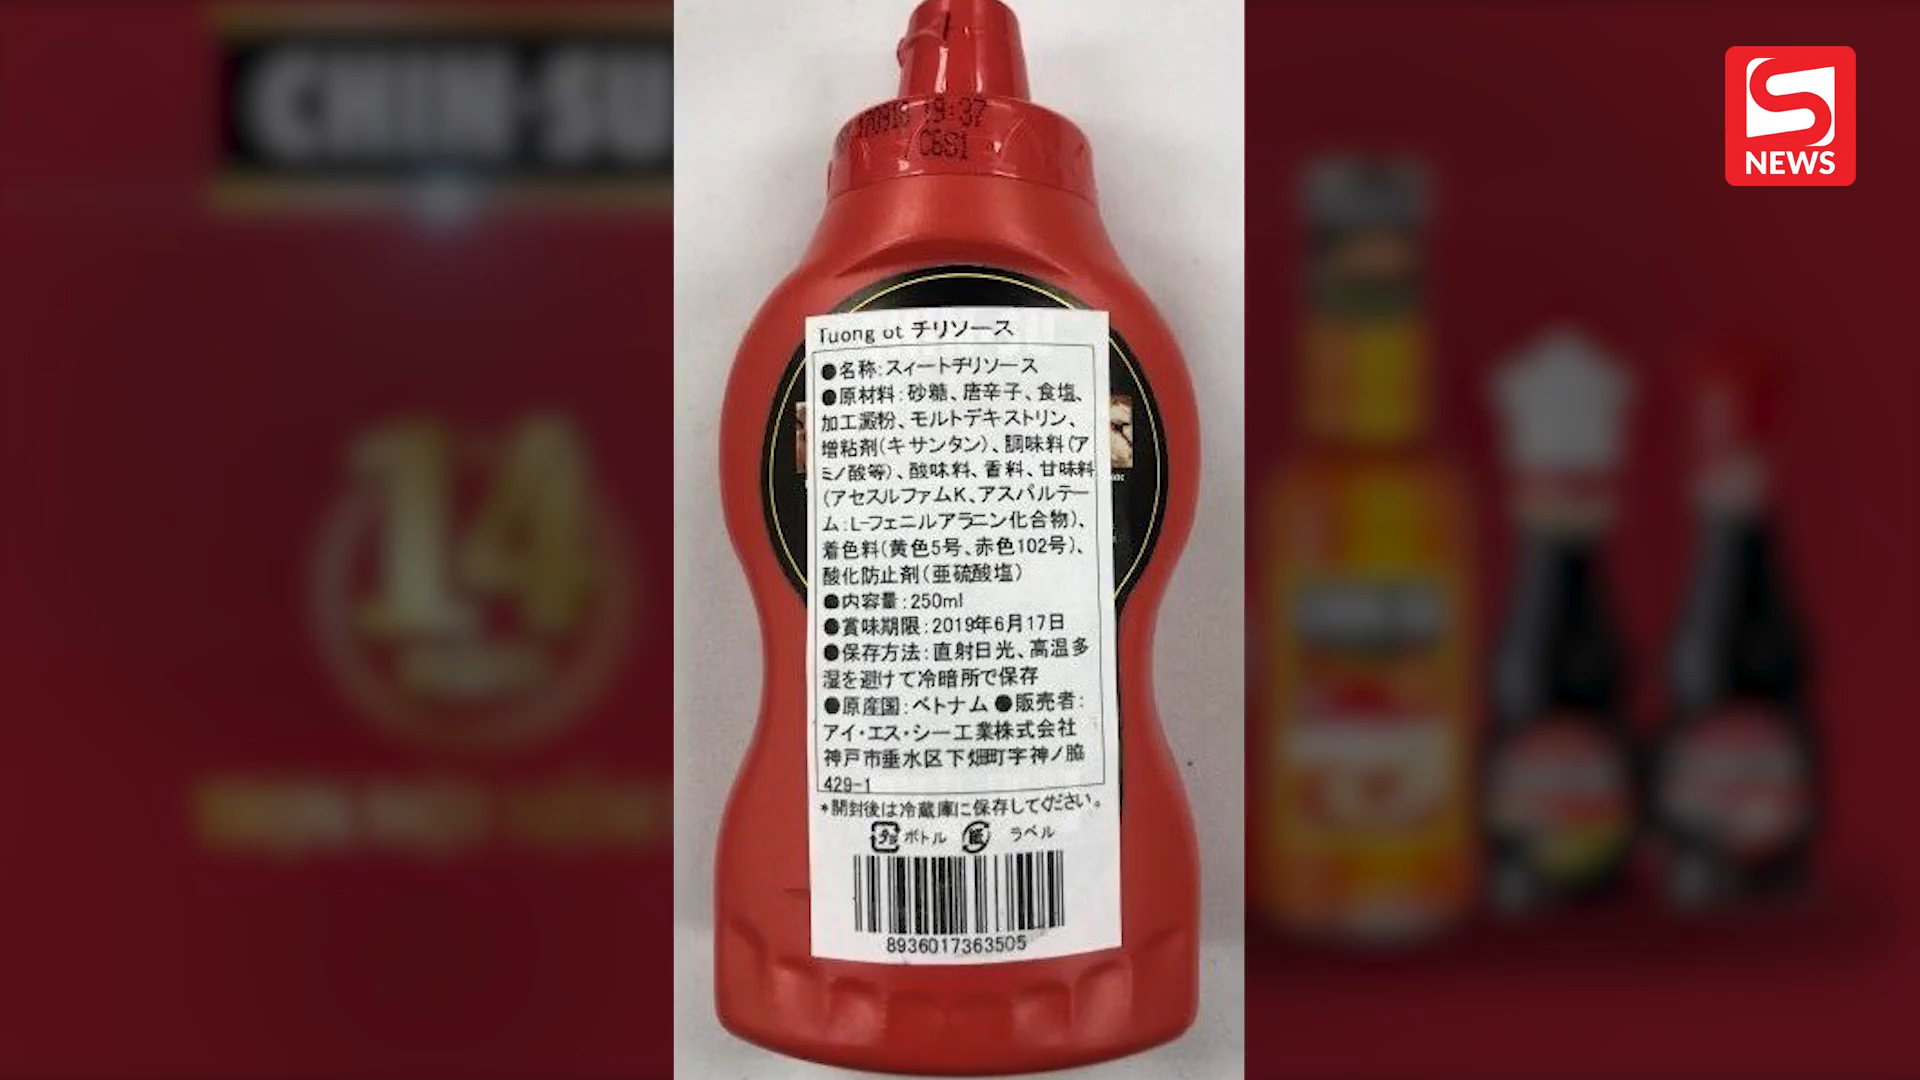 CHIN-SU
S
NEWS
170918 19:37
C6S1
Tuong ot チリソース
●名称:スィートチリソース
●原材料:砂糖、唐辛子、食塩、
加工澱粉、モルトデキストリン、
増粘剤(キサンタン)、調味料(ア
ミノ酸等)、酸味料、香料、甘味料
(アセスルファムK、アスパルテー
ム:L-フェニルアラニン化合物)、
着色料(黄色5号、赤色102号)、
酸化防止剤(亜硫酸塩)
●内容量:250ml
●賞味期限:2019年6月17日
●保存方法:直射日光、高温多
湿を避けて冷暗所で保存
●原産国:ベトナム ●販売者:
アイ・エス・シー工業株式会社
神戸市垂水区下畑町字神ノ脇
429-1
*開封後は冷蔵庫に保存してください。
プラ ボトル 紙 ラベル
8936017363505
14